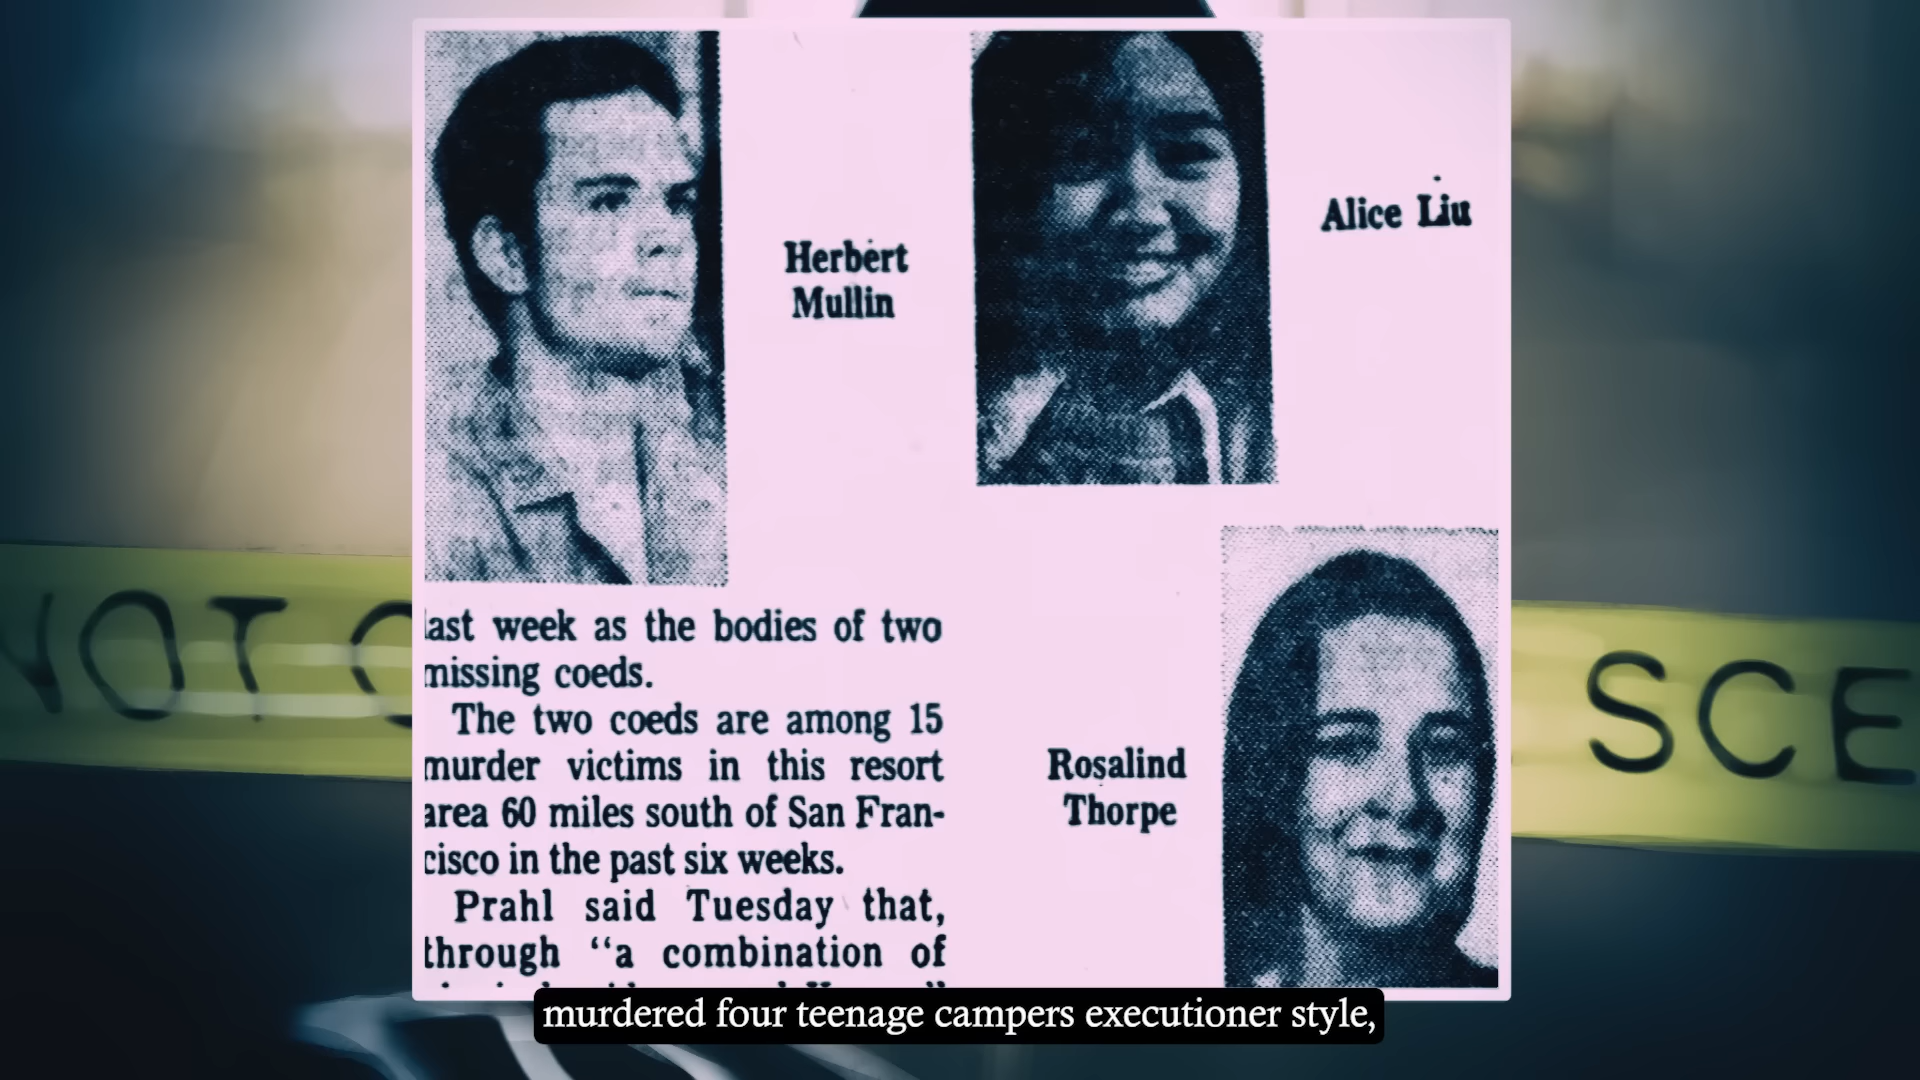 Herbert
Mullin
Alice Liu
last week as the bodies of two
missing coeds.
The two coeds are among 15
murder victims in this resort
area 60 miles south of San Fran-
cisco in the past six weeks.
Prahl said Tuesday that,
through “a combination of
Rosalind
Thorpe
NOT C
SCE
murdered four teenage campers executioner style,